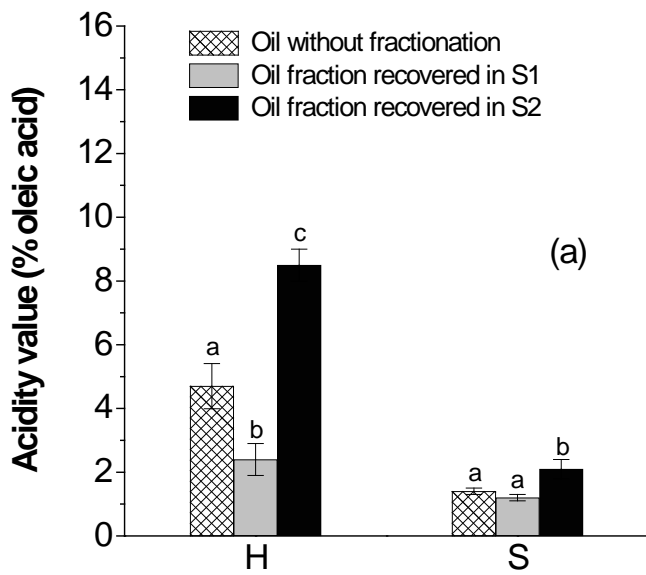 Acidity value (% oleic acid)
16
14
12
10
8
6
4
2
0
Oil without fractionation
Oil fraction recovered in S1
Oil fraction recovered in S2
(a)
a
b
c
a
a
b
H
S